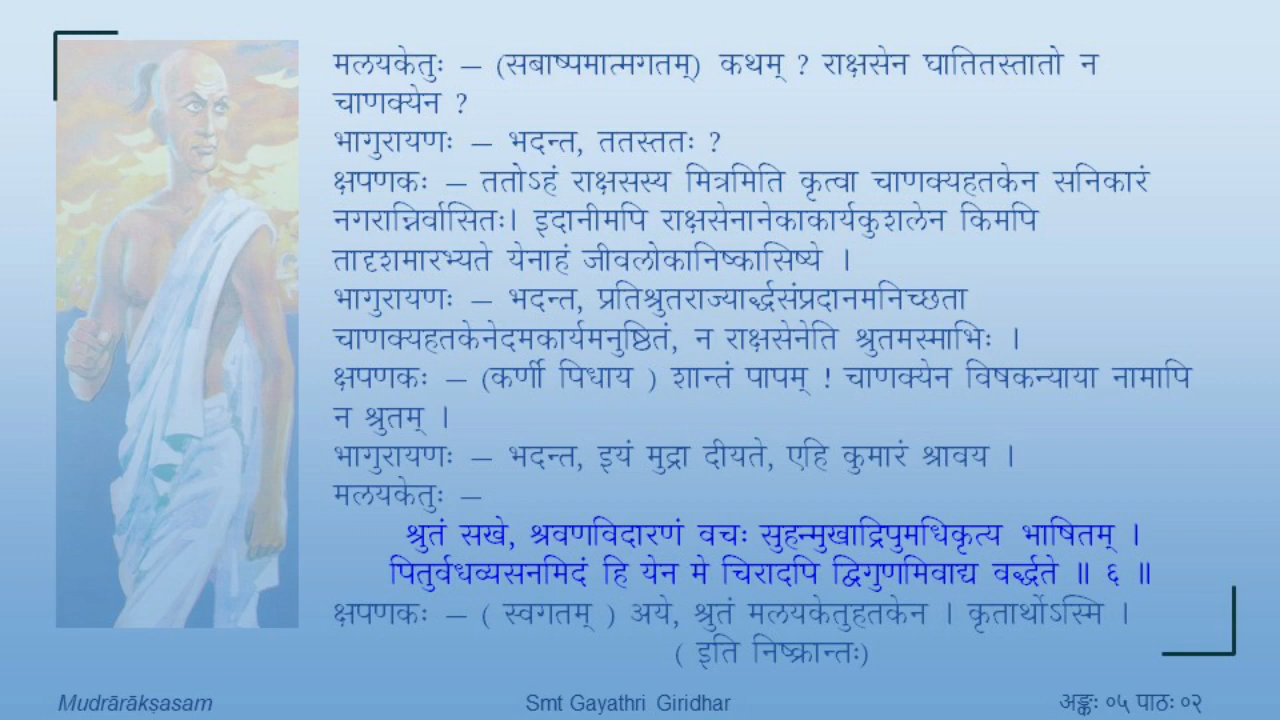 मलयकेतुः – (सबाष्पमात्मगतम्) कथम् ? राक्षसेन घातितस्तातो न
चाणक्येन ?
भागुरायणः – भदन्त, ततस्ततः ?
क्षपणकः – ततोऽहं राक्षसस्य मित्रमिति कृत्वा चाणक्यहतकेन सनिकारं
नगरान्निर्वासितः। इदानीमपि राक्षसेनानेकाकार्यकुशलेन किमपि
तादृशमारभ्यते येनाहं जीवलोकानिष्कासिष्ये ।
भागुरायणः – भदन्त, प्रतिश्रुतराज्यार्द्धसंप्रदानमनिच्छता
चाणक्यहतकेनेदमकार्यमनुष्ठितं, न राक्षसेनेति श्रुतमस्माभिः ।
क्षपणकः – (कर्णी पिधाय ) शान्तं पापम् ! चाणक्येन विषकन्याया नामापि
न श्रुतम् ।
भागुरायणः – भदन्त, इयं मुद्रा दीयते, एहि कुमारं श्रावय ।
मलयकेतुः –
श्रुतं सखे, श्रवणविदारणं वचः सुहृन्मुखाद्रिपुमधिकृत्य भाषितम् ।
पितुर्वधव्यसनमिदं हि येन मे चिरादपि द्विगुणमिवाद्य वर्द्धते ॥ ६ ॥
क्षपणकः – ( स्वगतम् ) अये, श्रुतं मलयकेतुहतकेन । कृतार्थोऽस्मि ।
( इति निष्क्रान्तः)
Mudrārākṣasam Smt Gayathri Giridhar अङ्कः ०५ पाठः ०२